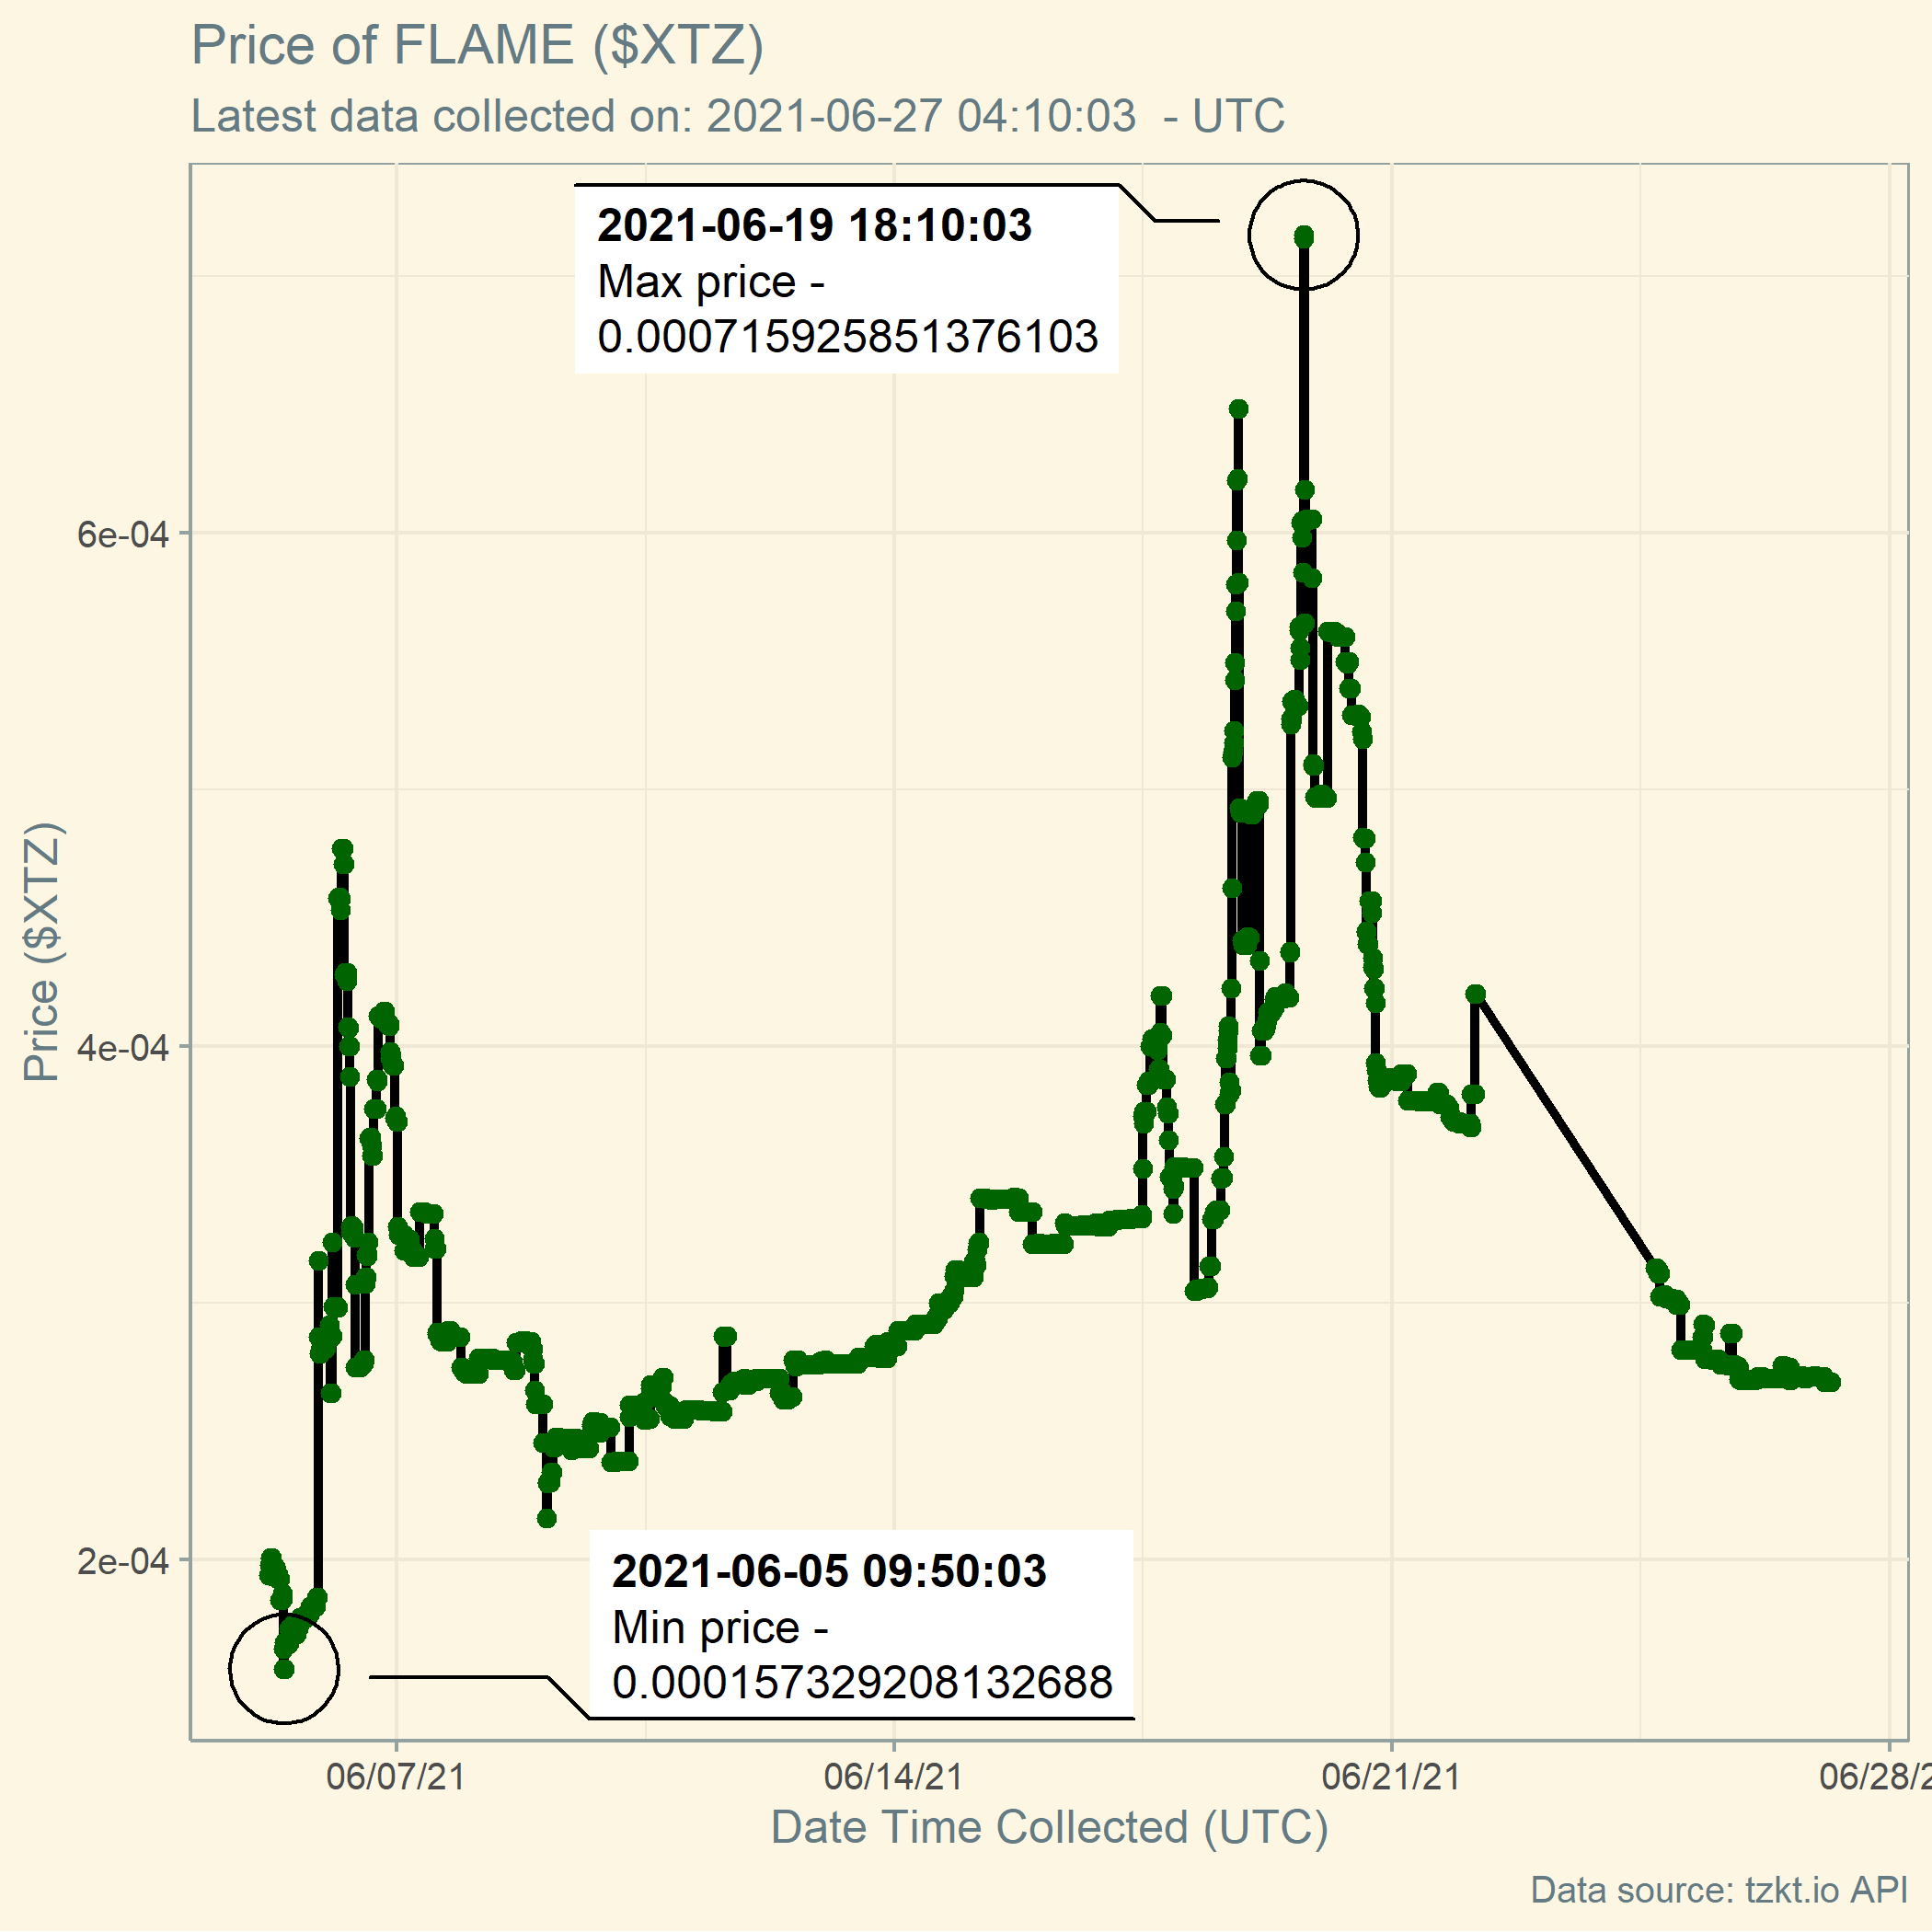 Price of FLAME ($XTZ)
Latest data collected on: 2021-06-27 04:10:03  - UTC
2021-06-19 18:10:03
Max price -
0.000715925851376103
6e-04
4e-04
2e-04
Price ($XTZ)
2021-06-05 09:50:03
Min price -
0.000157329208132688
06/07/21
06/14/21
06/21/21
06/28/2
Date Time Collected (UTC)
Data source: tzkt.io API